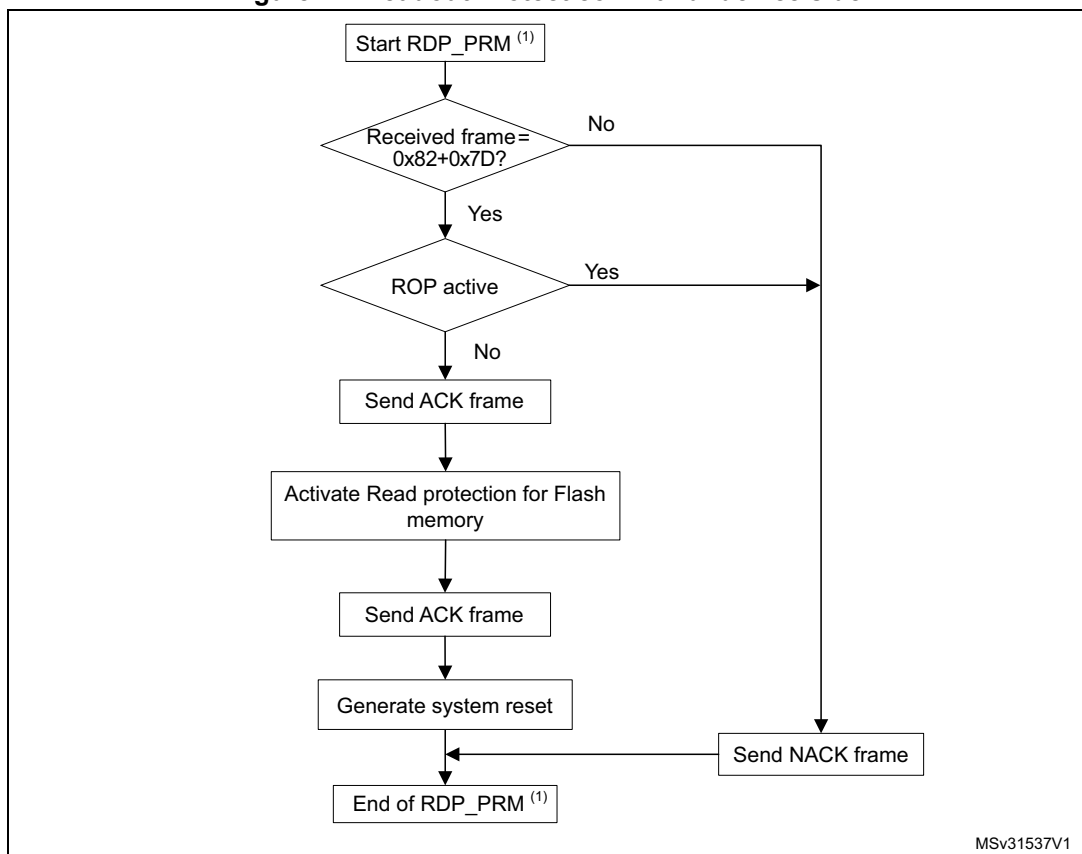 Start RDP_PRM (1)
Received frame=
0x82+0x7D?
No
Yes
ROP active
Yes
No
Send ACK frame
Activate Read protection for Flash
memory
Send ACK frame
Generate system reset
Send NACK frame
End of RDP_PRM (1)
MSv31537V1